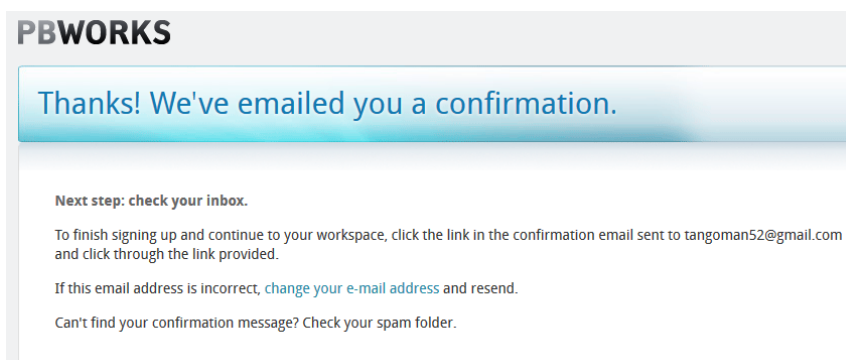 PBWORKS
Thanks! We've emailed you a confirmation.
Next step: check your inbox.
To finish signing up and continue to your workspace, click the link in the confirmation email sent to tangoman52@gmail.com
and click through the link provided.
If this email address is incorrect, change your e-mail address and resend.
Can't find your confirmation message? Check your spam folder.